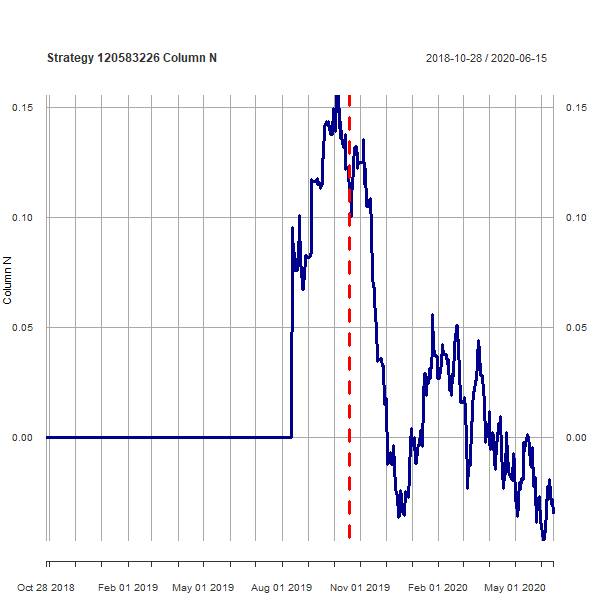 Strategy 120583226 Column N
2018-10-28 / 2020-06-15
0.15 0.15
0.10 0.10
0.05 0.05
0.00 0.00
Column N
Oct 28 2018 Feb 01 2019 May 01 2019 Aug 01 2019 Nov 01 2019 Feb 01 2020 May 01 2020